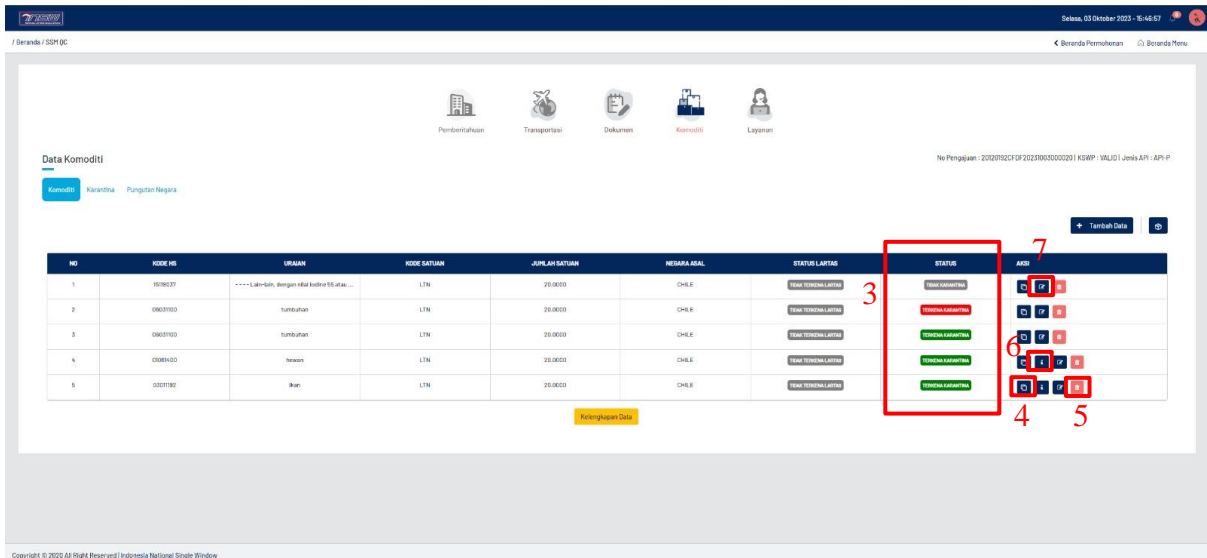 INSW
Selasa, 03 Oktober 2023 - 15:46:57
/ Beranda / SSM QC
Beranda Permohonan
Beranda Menu
Pemberitahuan
Transportasi
Dokumen
Komoditi
Layanan
Data Komoditi
No Pengajuan : 20120192CFDF20231003000020 | KSWP : VALID | Jenis API : API-P
Komoditi Karantina Pungutan Negara
+ Tambah Data
7
NO KODE HS URAIAN KODE SATUAN JUMLAH SATUAN NEGARA ASAL STATUS LARTAS STATUS AKSI
1 15119037 ---- Lain-lain, dengan nilai Iodine 55 atau.... LTN 20.0000 CHILE TIDAK TERKENA LARTAS TIDAK KARANTINA
3
2 06031100 tumbuhan LTN 20.0000 CHILE TIDAK TERKENA LARTAS TERKENA KARANTINA
3 06031100 tumbuhan LTN 20.0000 CHILE TIDAK TERKENA LARTAS TERKENA KARANTINA
6
4 01061400 hewan LTN 20.0000 CHILE TIDAK TERKENA LARTAS TERKENA KARANTINA
5 03011192 Ikan LTN 20.0000 CHILE TIDAK TERKENA LARTAS TERKENA KARANTINA
4 5
Kelengkapan Data
Copyright © 2020 All Right Reserved | Indonesia National Single Window